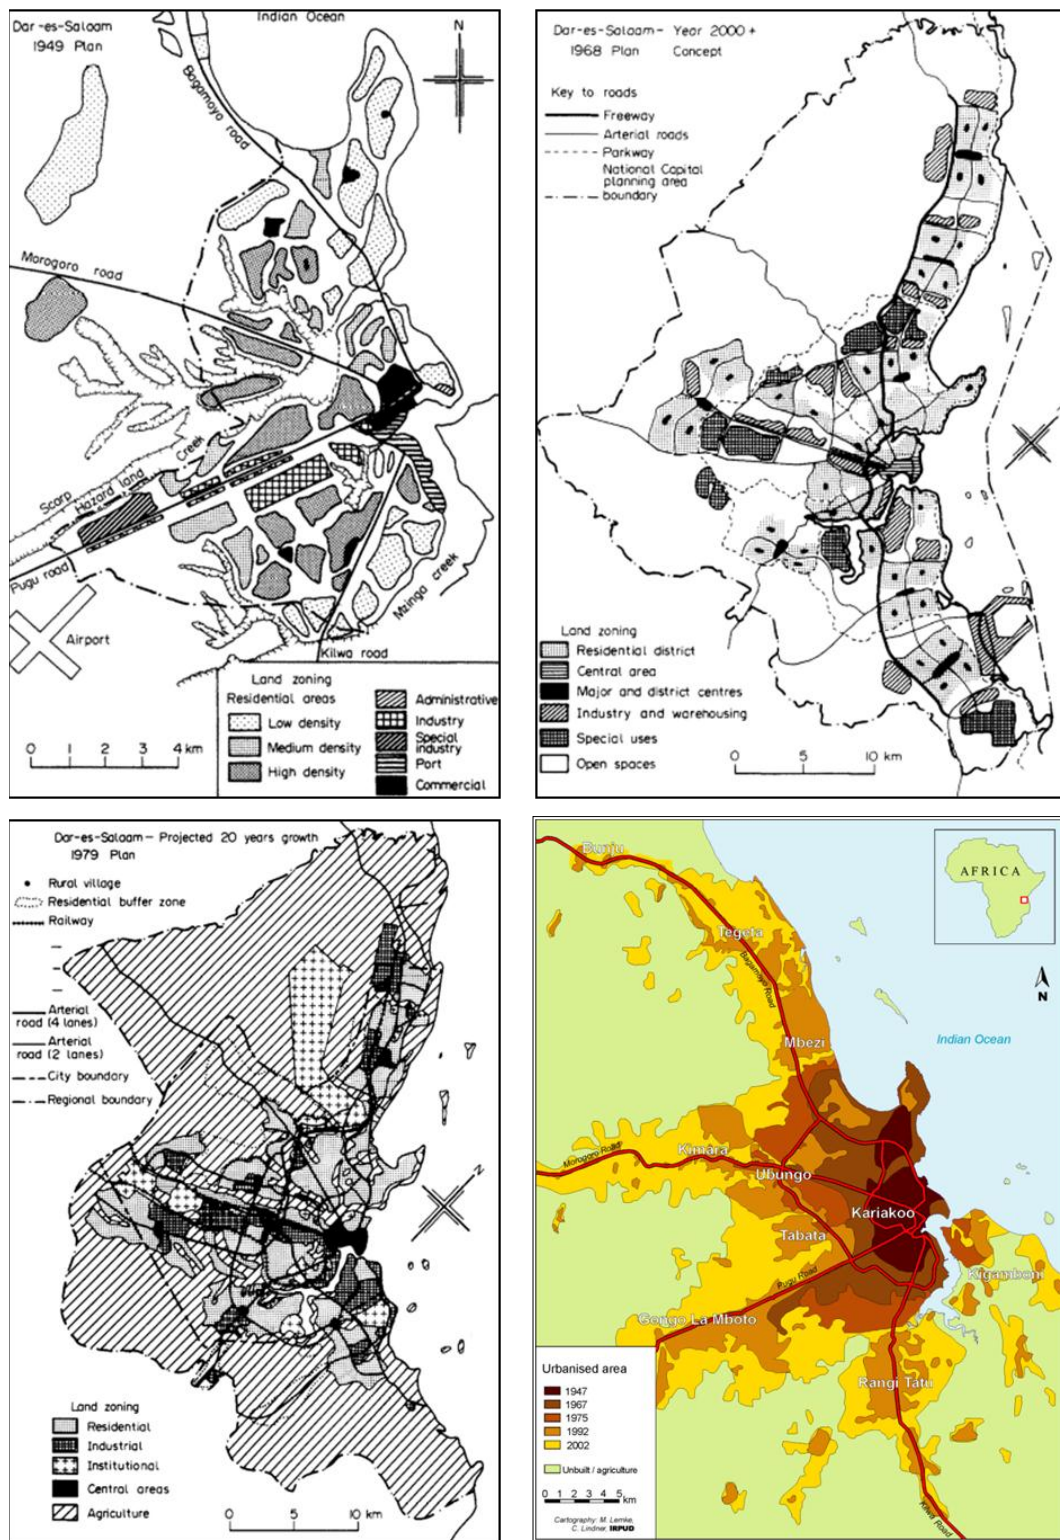 Indian Ocean
Dar-es-Salaam
1949 Plan
N
Bagamoyo road
Morogoro road
Creek
Hazard land
Scarp
Pugu road
Airport
Mzinga creek
Kilwa road
Land zoning
Residential areas
Low density
Medium density
High density
Administrative
Industry
Special
industry
Port
Commercial
0 1 2 3 4 km
Dar-es-Salaam - Year 2000 +
1968 Plan Concept
Key to roads
Freeway
Arterial roads
Parkway
National Capital
planning area
boundary
Land zoning
Residential district
Central area
Major and district centres
Industry and warehousing
Special uses
Open spaces
0 5 10 km
Dar-es-Salaam - Projected 20 years growth
1979 Plan
Rural village
Residential buffer zone
Railway
Arterial
road (4 lanes)
Arterial
road (2 lanes)
City boundary
Regional boundary
N
Land zoning
Residential
Industrial
Institutional
Central areas
Agriculture
0 5 10 km
Bunju
AFRICA
Tegeta
Bagamoyo Road
N
Mbezi
Indian Ocean
Morogoro Road
Kimara
Ubungo
Kariakoo
Tabata
Pugu Road
Kigamboni
Gongo La Mboto
Rangi Tatu
Kilwa Road
Urbanised area
1947
1967
1975
1992
2002
Unbuilt / agriculture
0 1 2 3 4 5 km
Cartography: M. Lemke,
C. Lindner, IRPUD